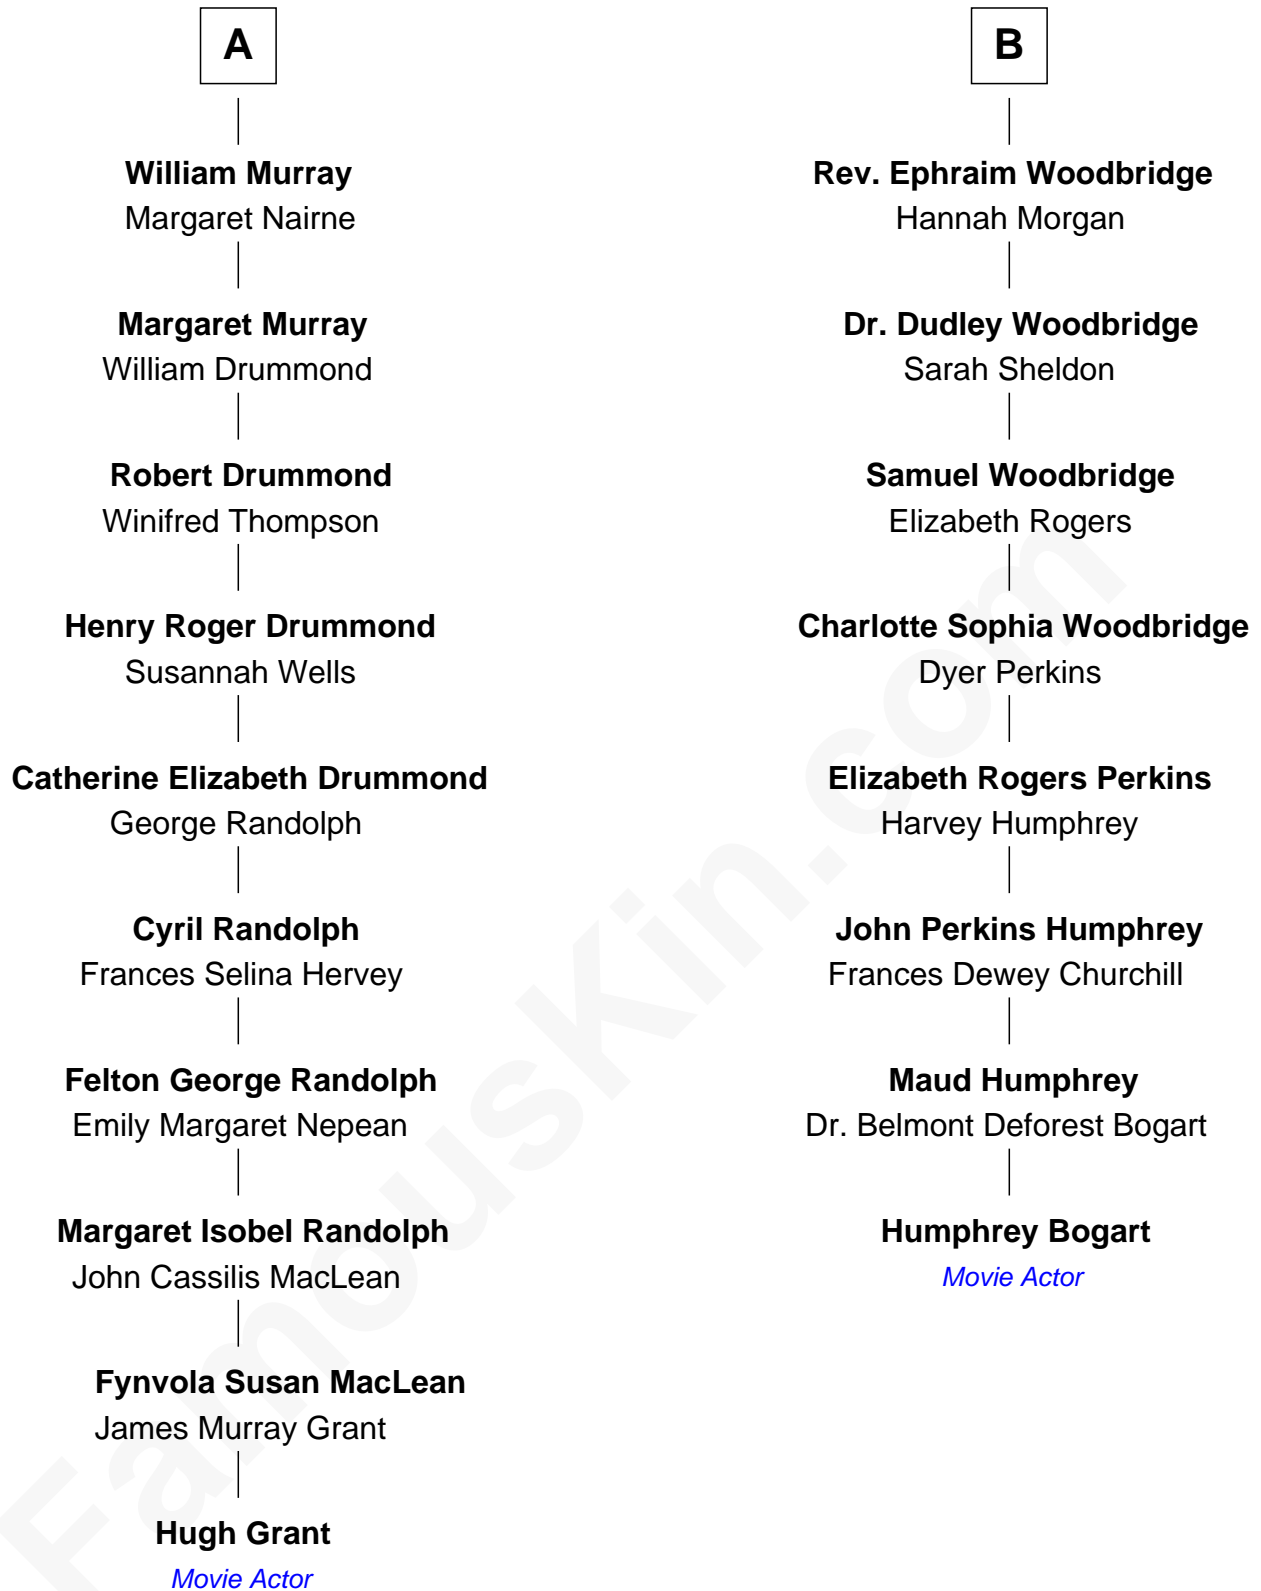 A
William Murray
Margaret Nairne
Margaret Murray
William Drummond
Robert Drummond
Winifred Thompson
Henry Roger Drummond
Susannah Wells
Catherine Elizabeth Drummond
George Randolph
Cyril Randolph
Frances Selina Hervey
Felton George Randolph
Emily Margaret Nepean
Margaret Isobel Randolph
John Cassilis MacLean
Fynvola Susan MacLean
James Murray Grant
Hugh Grant
Movie Actor
B
Rev. Ephraim Woodbridge
Hannah Morgan
Dr. Dudley Woodbridge
Sarah Sheldon
Samuel Woodbridge
Elizabeth Rogers
Charlotte Sophia Woodbridge
Dyer Perkins
Elizabeth Rogers Perkins
Harvey Humphrey
John Perkins Humphrey
Frances Dewey Churchill
Maud Humphrey
Dr. Belmont Deforest Bogart
Humphrey Bogart
Movie Actor
FamousKin.com